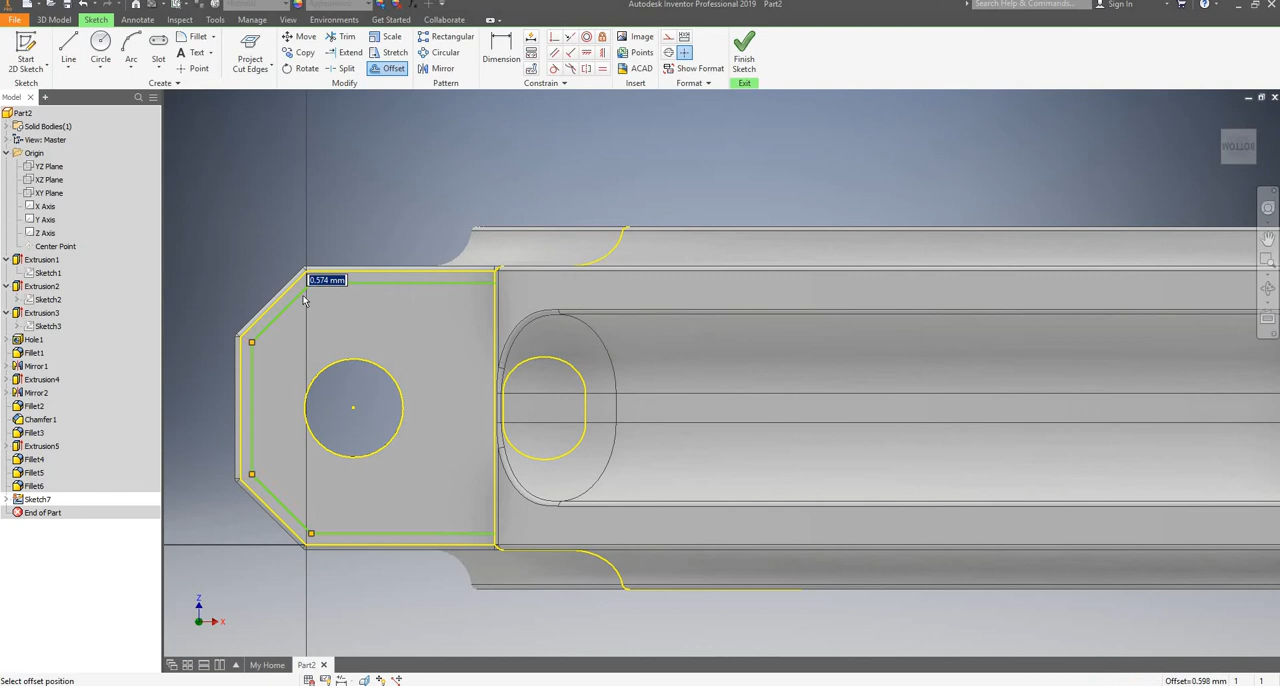 Autodesk Inventor Professional 2019 Part2
Search Help & Commands...
Sign In
File 3D Model Sketch Annotate Inspect Tools Manage View Environments Get Started Collaborate
Start
2D Sketch
Line
Circle
Arc
Slot
Fillet
Text
Point
Project
Cut Edges
Move
Copy
Rotate
Trim
Extend
Split
Scale
Stretch
Offset
Rectangular
Circular
Mirror
Dimension
Image
Points
ACAD
Show Format
Finish
Sketch
Sketch Create Modify Pattern Constrain Insert Format Exit
Model
Part2
Solid Bodies(1)
View: Master
Origin
YZ Plane
XZ Plane
XY Plane
X Axis
Y Axis
Z Axis
Center Point
Extrusion1
Sketch1
Extrusion2
Sketch2
Extrusion3
Sketch3
Hole1
Fillet1
Mirror1
Extrusion4
Mirror2
Fillet2
Chamfer1
Fillet3
Extrusion5
Fillet4
Fillet5
Fillet6
Sketch7
End of Part
0.574 mm
BOTTOM
Z
X
My Home Part2
Select offset position
Offset=0.598 mm 1 1